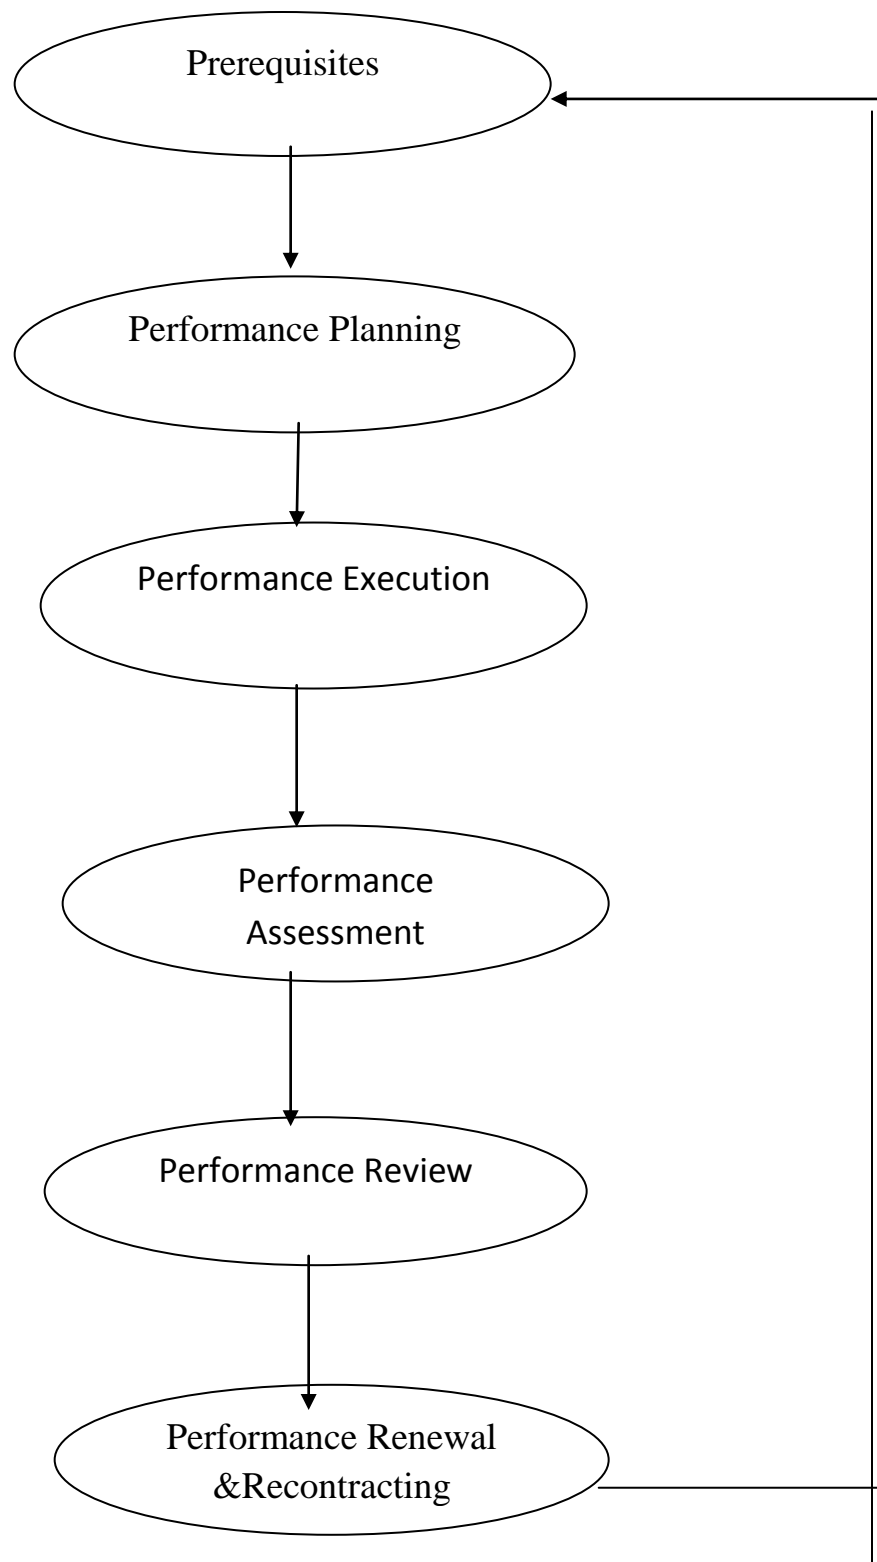 Prerequisites
Performance Planning
Performance Execution
Performance
Assessment
Performance Review
Performance Renewal
&Recontracting